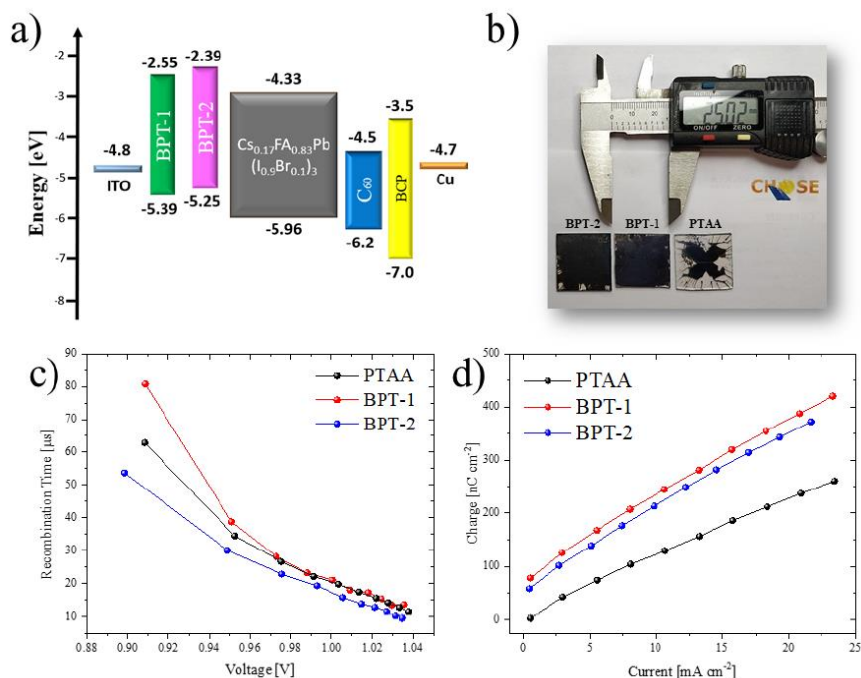 a)
Energy [eV]
-2
-3
-4
-5
-6
-7
-8
-4.8
ITO
-2.55
BPT-1
-5.39
-2.39
BPT-2
-5.25
-4.33
Cs0.17FA0.83Pb
(I0.9Br0.1)3
-5.96
-4.5
C60
-6.2
-3.5
BCP
-7.0
-4.7
Cu
b)
2502
ON/OFF ZERO
CHOSE
BPT-2 BPT-1 PTAA
c)
PTAA
BPT-1
BPT-2
Recombination Time [µs]
90
80
70
60
50
40
30
20
10
0.88 0.90 0.92 0.94 0.96 0.98 1.00 1.02 1.04
Voltage [V]
d)
PTAA
BPT-1
BPT-2
Charge [nC cm-2]
500
400
300
200
100
0
0 5 10 15 20 25
Current [mA cm-2]